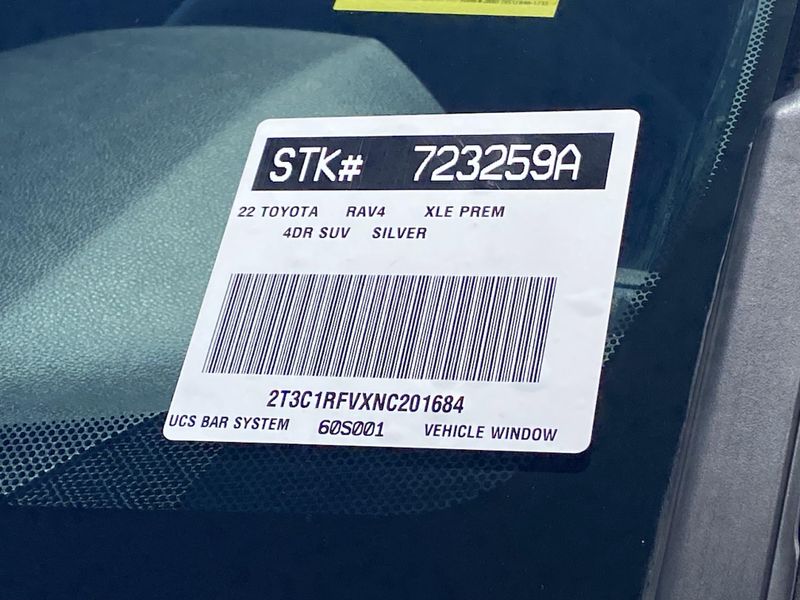 STK# 723259A
22 TOYOTA RAV4 XLE PREM
4DR SUV SILVER
2T3C1RFVXNC201684
UCS BAR SYSTEM 60S001 VEHICLE WINDOW